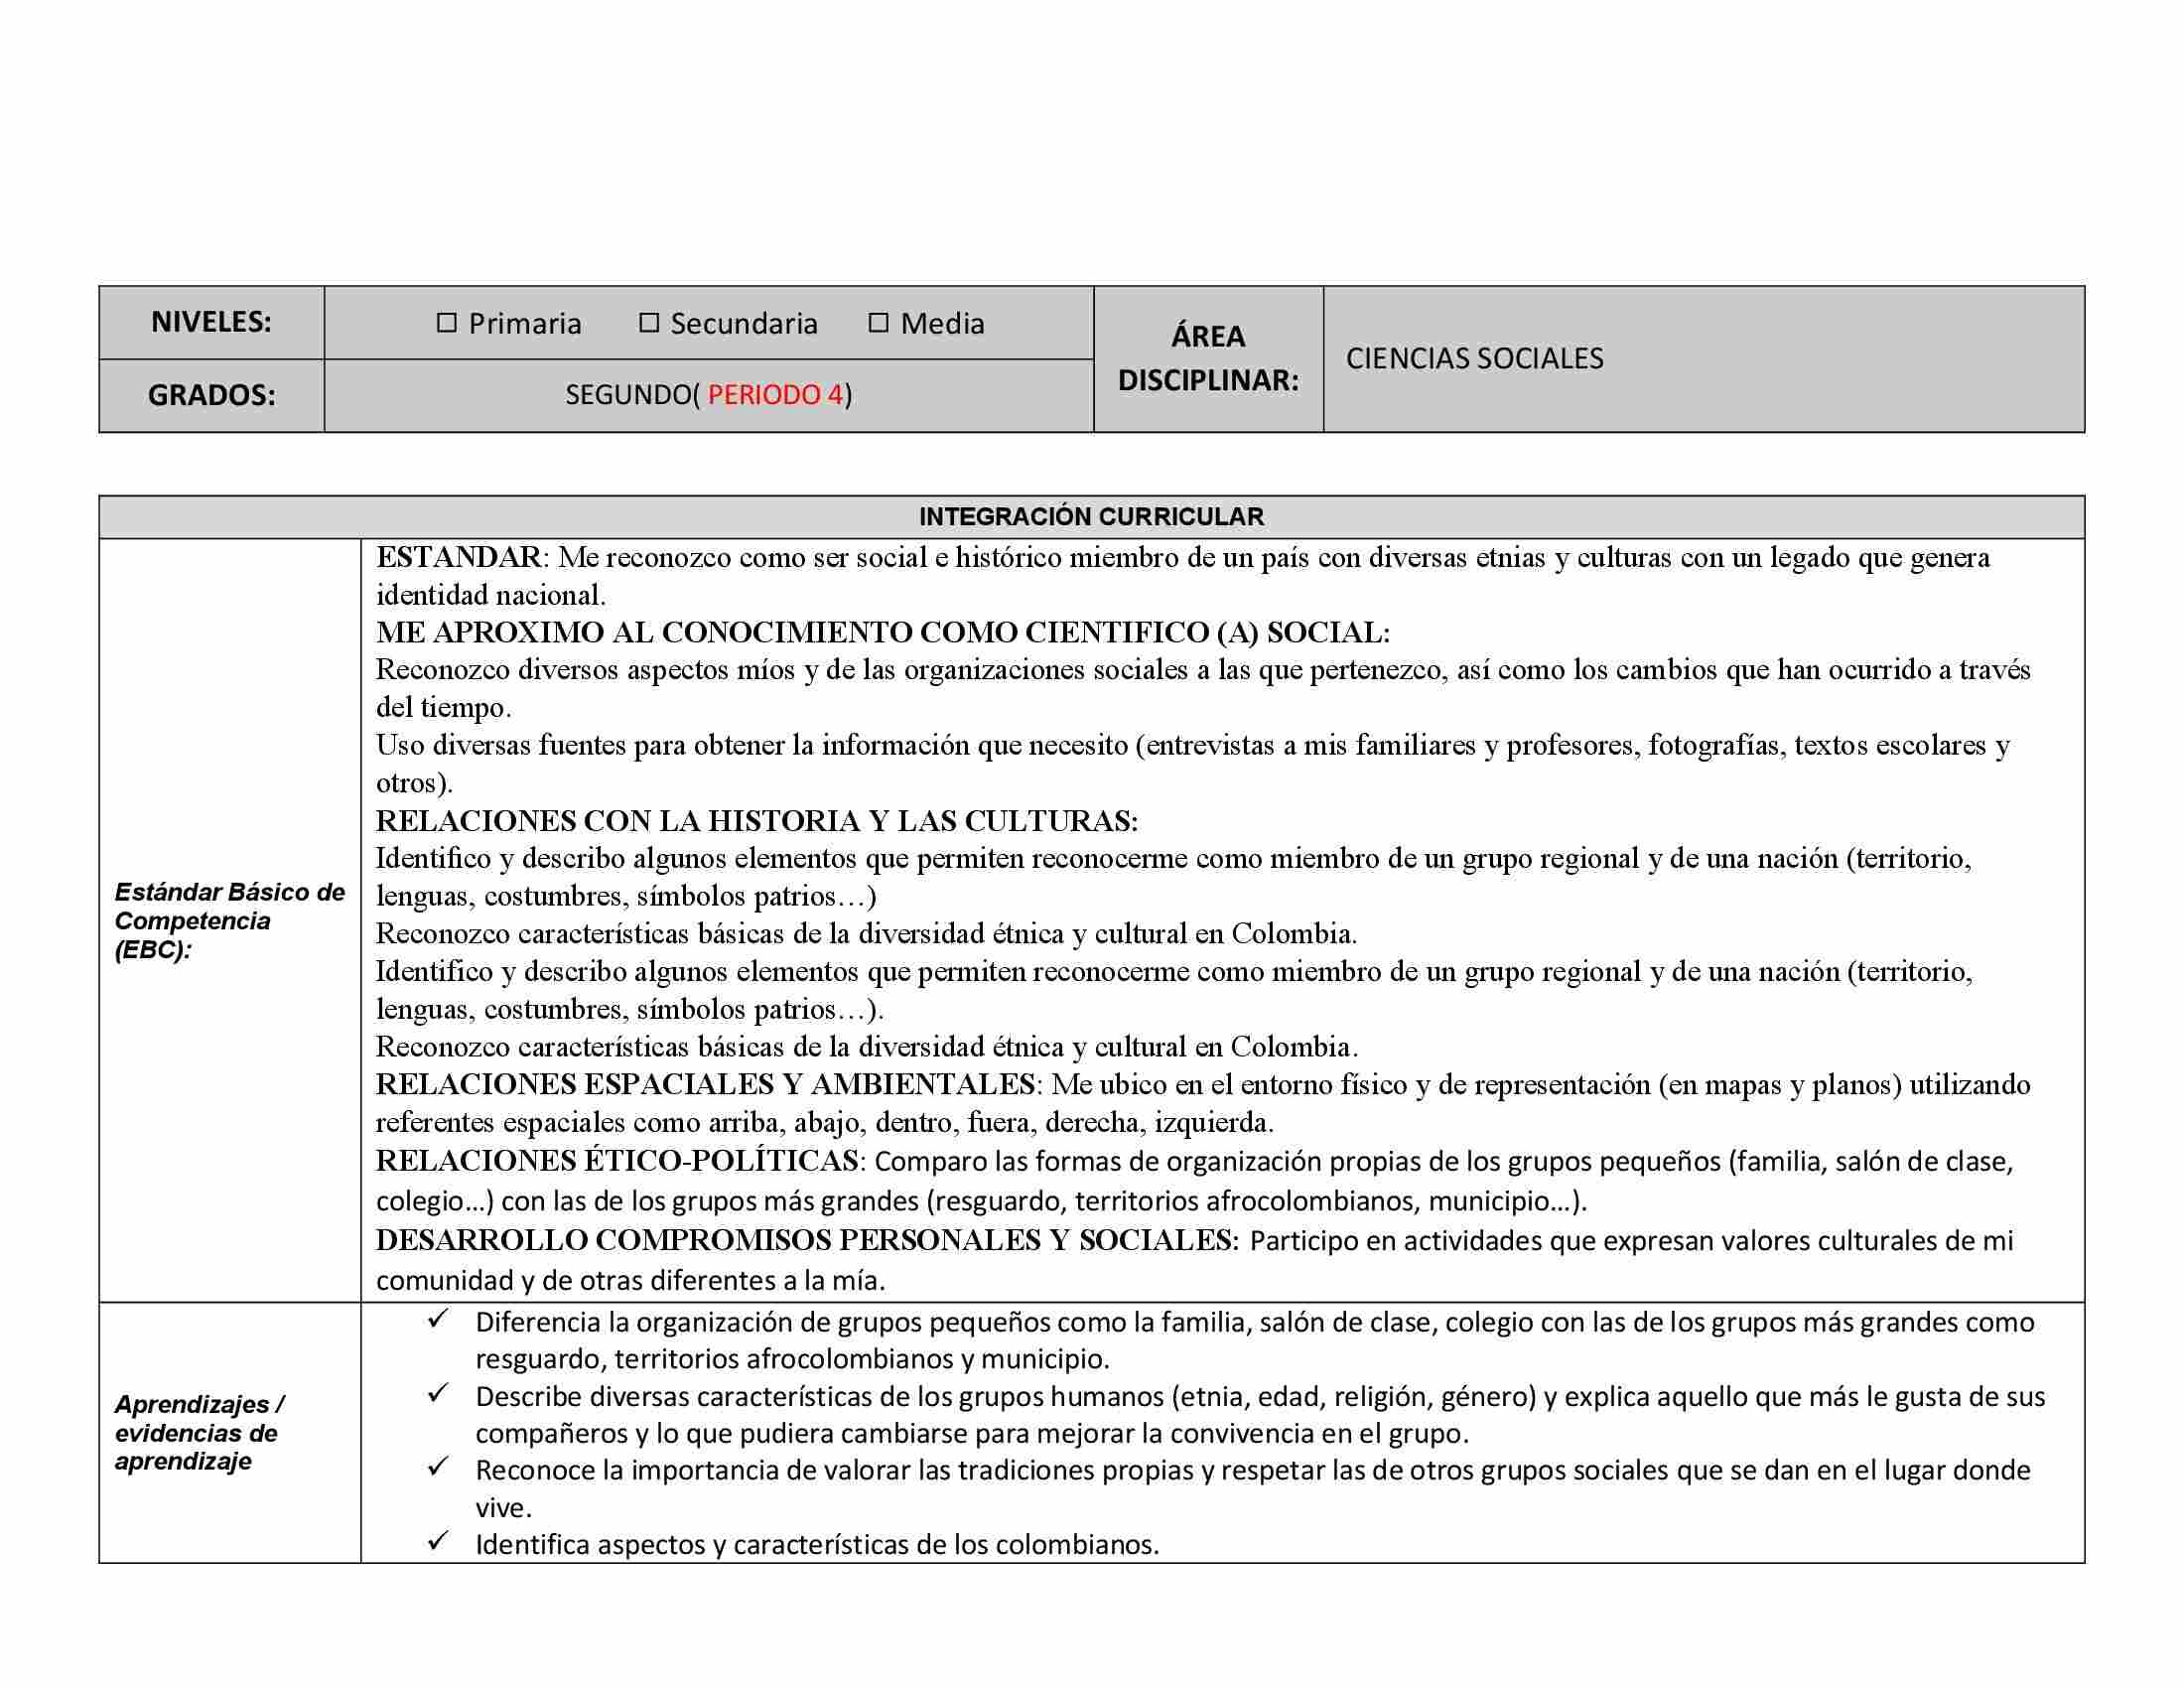 NIVELES:
☐ Primaria ☐ Secundaria ☐ Media
ÁREA
DISCIPLINAR:
CIENCIAS SOCIALES
GRADOS:
SEGUNDO( PERIODO 4)
INTEGRACIÓN CURRICULAR
Estándar Básico de
Competencia
(EBC):
ESTANDAR: Me reconozco como ser social e histórico miembro de un país con diversas etnias y culturas con un legado que genera
identidad nacional.
ME APROXIMO AL CONOCIMIENTO COMO CIENTIFICO (A) SOCIAL:
Reconozco diversos aspectos míos y de las organizaciones sociales a las que pertenezco, así como los cambios que han ocurrido a través
del tiempo.
Uso diversas fuentes para obtener la información que necesito (entrevistas a mis familiares y profesores, fotografías, textos escolares y
otros).
RELACIONES CON LA HISTORIA Y LAS CULTURAS:
Identifico y describo algunos elementos que permiten reconocerme como miembro de un grupo regional y de una nación (territorio,
lenguas, costumbres, símbolos patrios…)
Reconozco características básicas de la diversidad étnica y cultural en Colombia.
Identifico y describo algunos elementos que permiten reconocerme como miembro de un grupo regional y de una nación (territorio,
lenguas, costumbres, símbolos patrios…).
Reconozco características básicas de la diversidad étnica y cultural en Colombia.
RELACIONES ESPACIALES Y AMBIENTALES: Me ubico en el entorno físico y de representación (en mapas y planos) utilizando
referentes espaciales como arriba, abajo, dentro, fuera, derecha, izquierda.
RELACIONES ÉTICO-POLÍTICAS: Comparo las formas de organización propias de los grupos pequeños (familia, salón de clase,
colegio…) con las de los grupos más grandes (resguardo, territorios afrocolombianos, municipio…).
DESARROLLO COMPROMISOS PERSONALES Y SOCIALES: Participo en actividades que expresan valores culturales de mi
comunidad y de otras diferentes a la mía.
Aprendizajes /
evidencias de
aprendizaje
✓ Diferencia la organización de grupos pequeños como la familia, salón de clase, colegio con las de los grupos más grandes como
resguardo, territorios afrocolombianos y municipio.
✓ Describe diversas características de los grupos humanos (etnia, edad, religión, género) y explica aquello que más le gusta de sus
compañeros y lo que pudiera cambiarse para mejorar la convivencia en el grupo.
✓ Reconoce la importancia de valorar las tradiciones propias y respetar las de otros grupos sociales que se dan en el lugar donde
vive.
✓ Identifica aspectos y características de los colombianos.